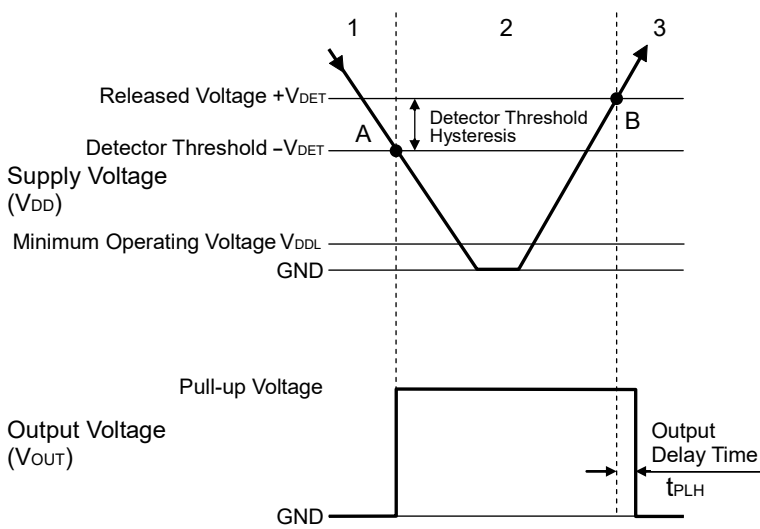 1 2 3
Released Voltage +VDET
A
Detector Threshold
Hysteresis
B
Detector Threshold –VDET
Supply Voltage
(VDD)
Minimum Operating Voltage VDDL
GND
Pull-up Voltage
Output Voltage
(VOUT)
Output
Delay Time
tPLH
GND